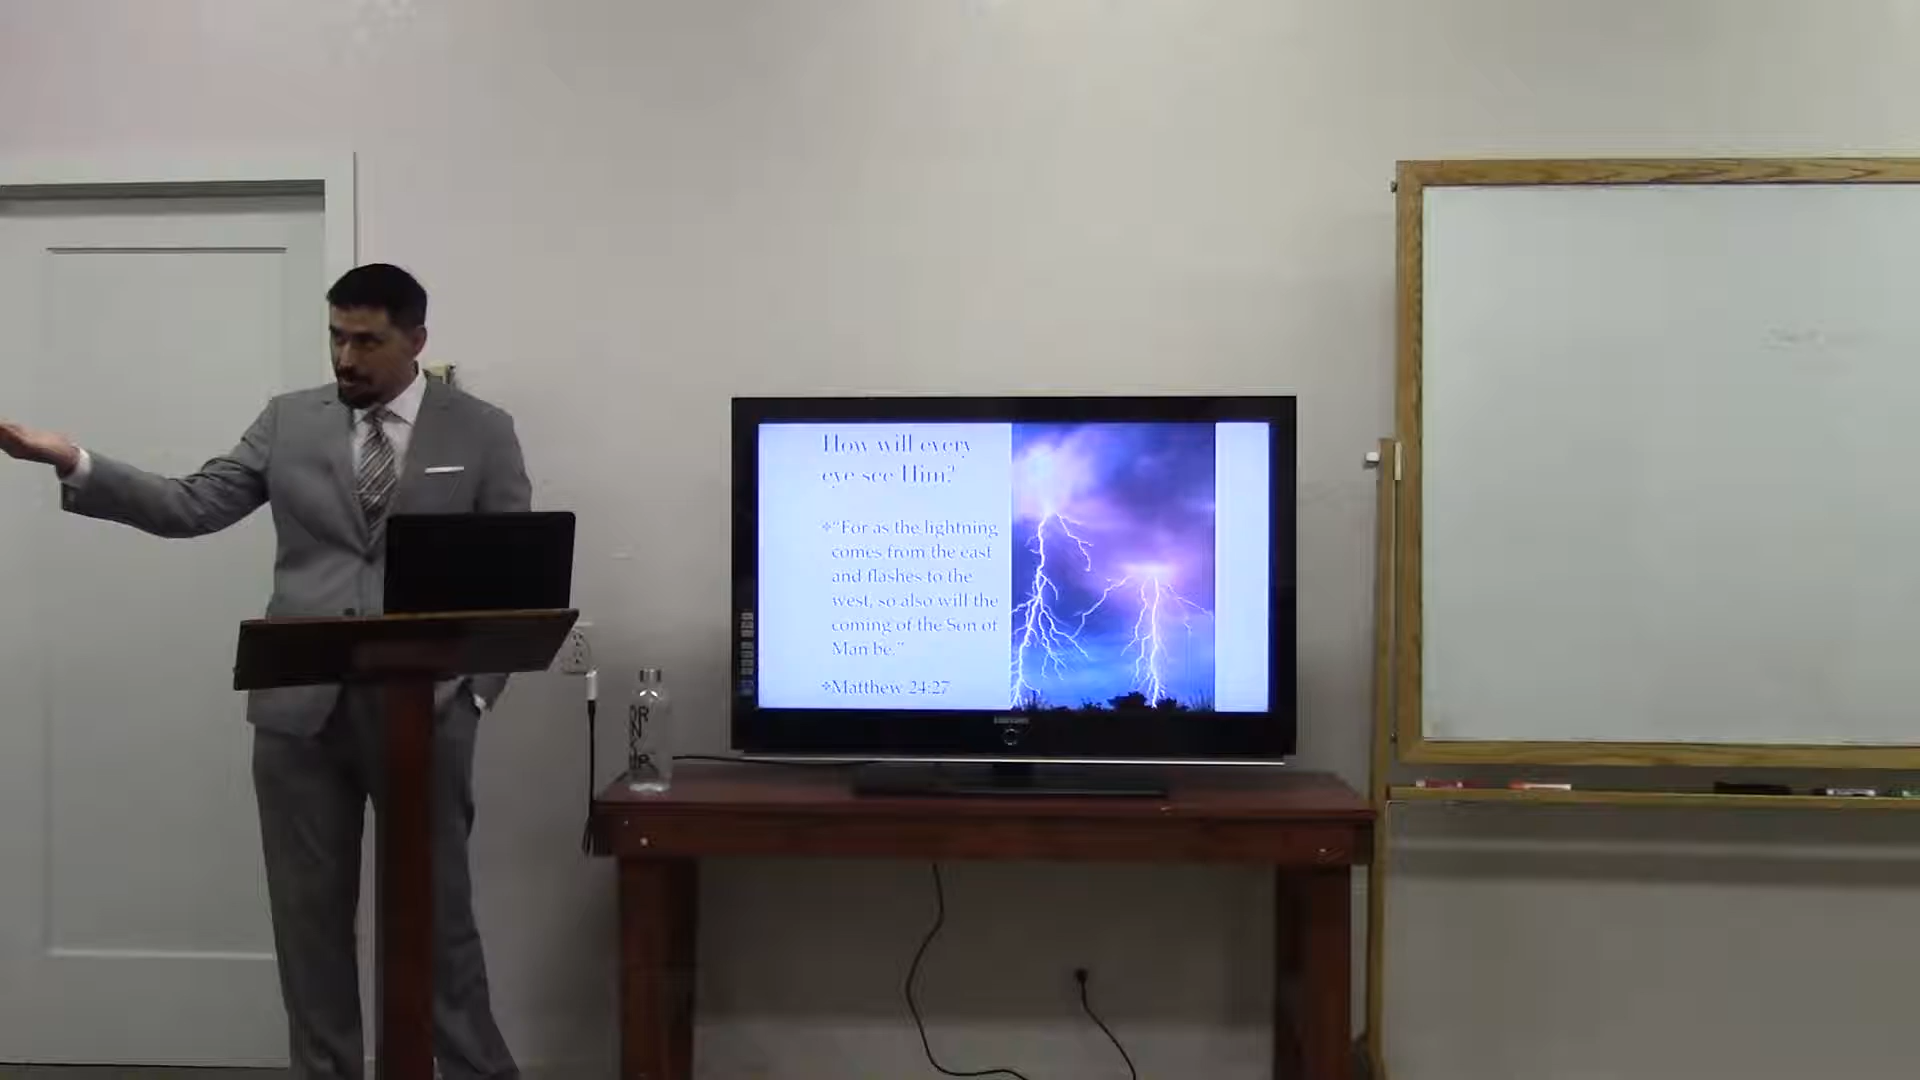 How will every
eye see Him?
❖“For as the lightning
comes from the east
and flashes to the
west, so also will the
coming of the Son of
Man be.”
❖Matthew 24:27
SAMSUNG